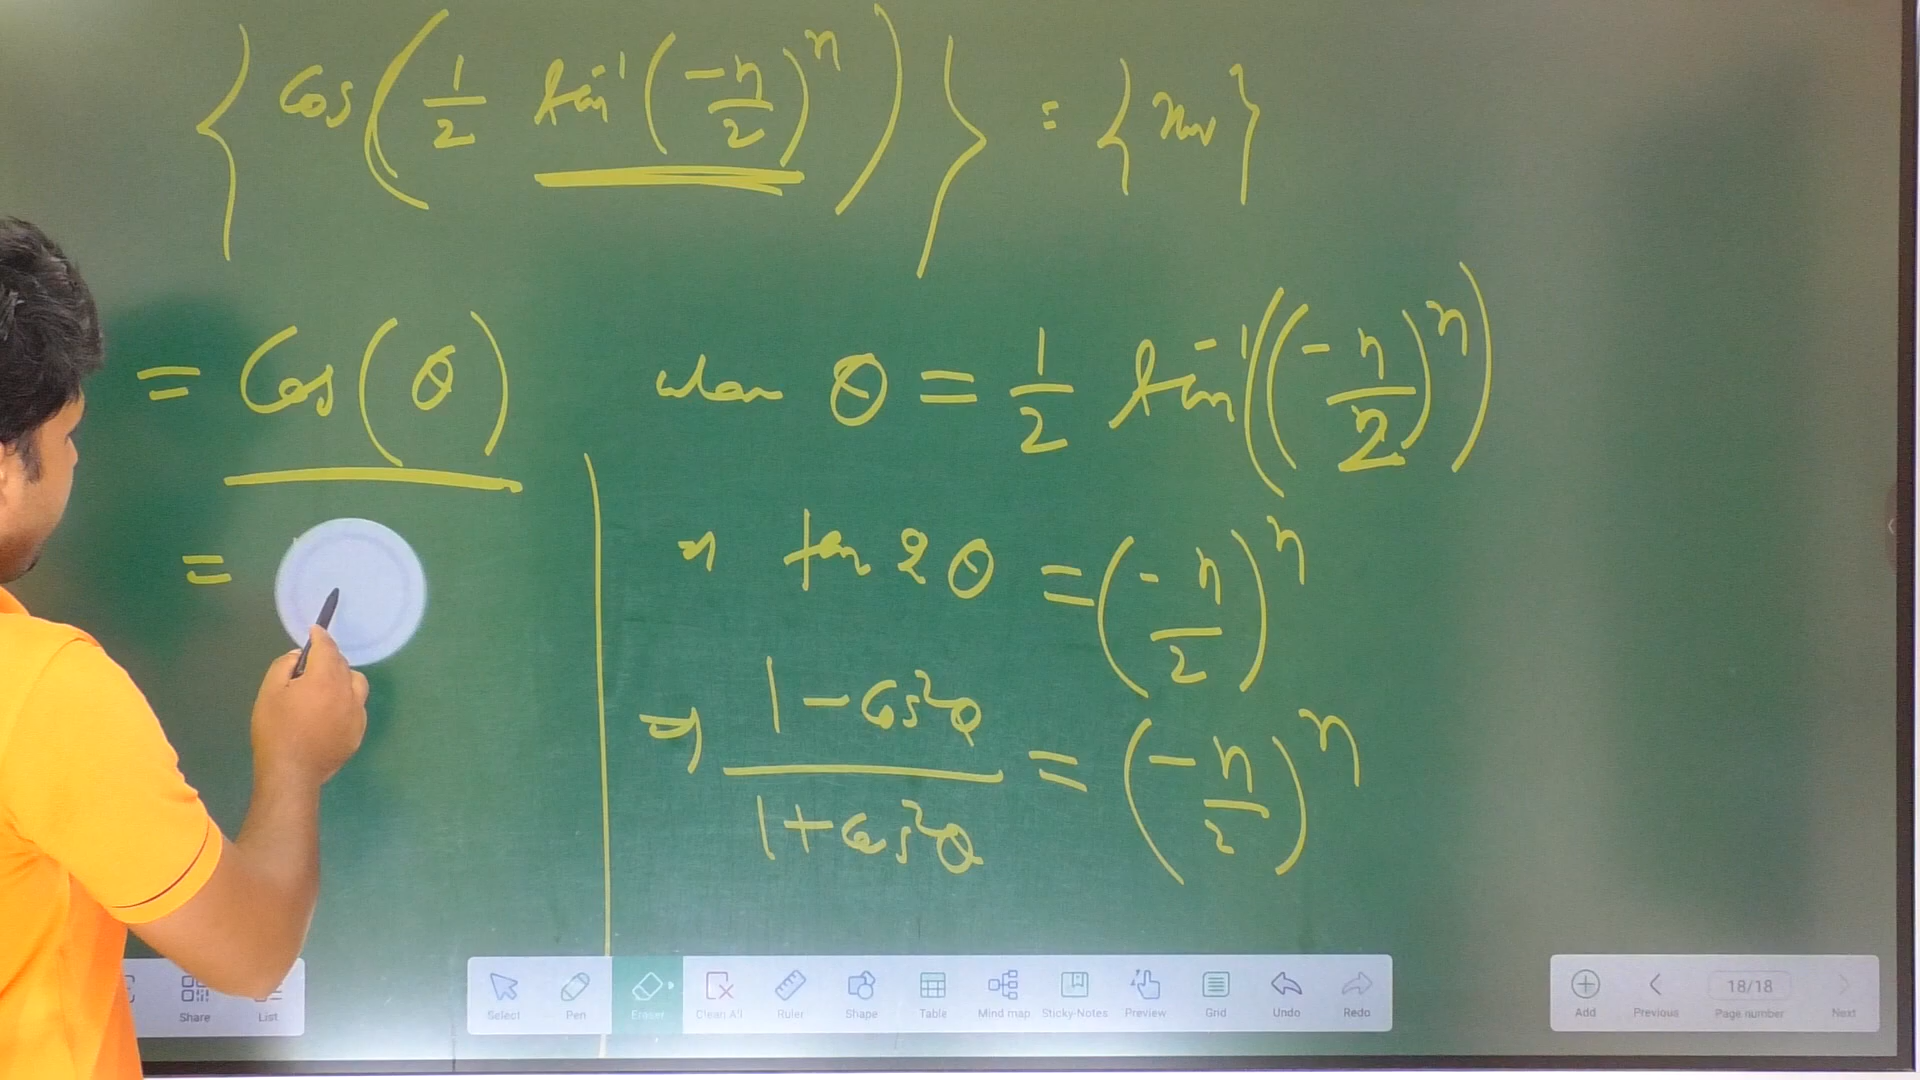 { cos ( 1/2 tan⁻¹ (-n/2)ⁿ ) } = { xₙ }
= cos ( θ ) when θ = 1/2 tan⁻¹ ( (-n/2)ⁿ )
= ⇒ tan 2θ = (-n/2)ⁿ
⇒ 1 - cos²θ / 1 + cos²θ = (-n/2)ⁿ
Share List Select Pen Eraser Clean All Ruler Shape Table Mind map Sticky-Notes Preview Grid Undo Redo Add Previous 18/18 Page number Next